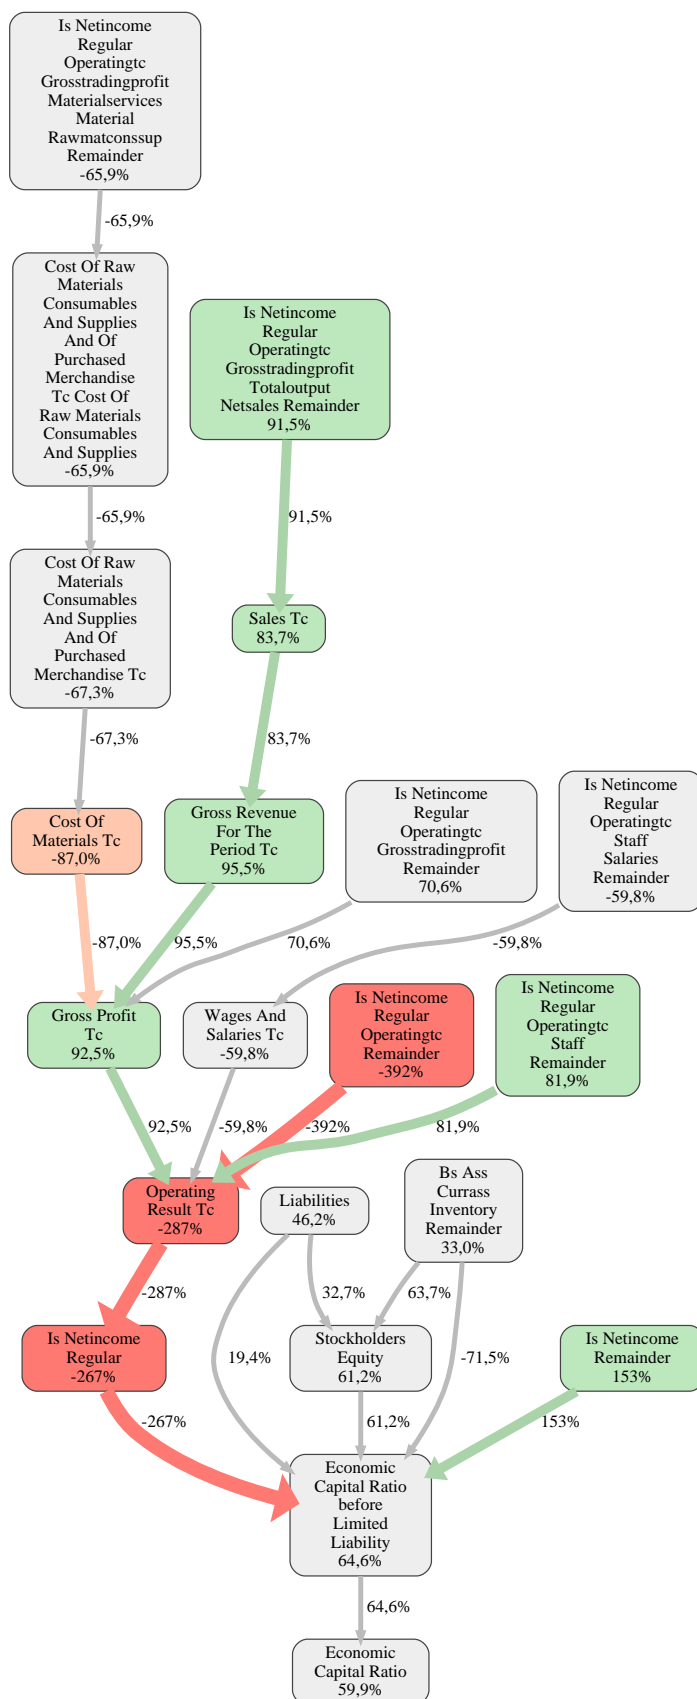 Is Netincome
Regular
Operatingtc
Grosstradingprofit
Materialservices
Material
Rawmatconssup
Remainder
-65,9%
-65,9%
Cost Of Raw
Materials
Consumables
And Supplies
And Of
Purchased
Merchandise
Tc Cost Of
Raw Materials
Consumables
And Supplies
-65,9%
Is Netincome
Regular
Operatingtc
Grosstradingprofit
Totaloutput
Netsales Remainder
91,5%
-65,9%
91,5%
Cost Of Raw
Materials
Consumables
And Supplies
And Of
Purchased
Merchandise Tc
-67,3%
Sales Tc
83,7%
-67,3%
83,7%
Cost Of
Materials Tc
-87,0%
Gross Revenue
For The
Period Tc
95,5%
Is Netincome
Regular
Operatingtc
Grosstradingprofit
Remainder
70,6%
Is Netincome
Regular
Operatingtc
Staff
Salaries
Remainder
-59,8%
-87,0%
95,5%
70,6%
-59,8%
Gross Profit
Tc
92,5%
Wages And
Salaries Tc
-59,8%
Is Netincome
Regular
Operatingtc
Remainder
-392%
Is Netincome
Regular
Operatingtc
Staff
Remainder
81,9%
92,5%
-59,8%
-392%
81,9%
Operating
Result Tc
-287%
Liabilities
46,2%
Bs Ass
Currass
Inventory
Remainder
33,0%
-287%
32,7%
63,7%
Is Netincome
Regular
-267%
19,4%
Stockholders
Equity
61,2%
-71,5%
Is Netincome
Remainder
153%
-267%
61,2%
153%
Economic
Capital Ratio
before
Limited
Liability
64,6%
64,6%
Economic
Capital Ratio
59,9%